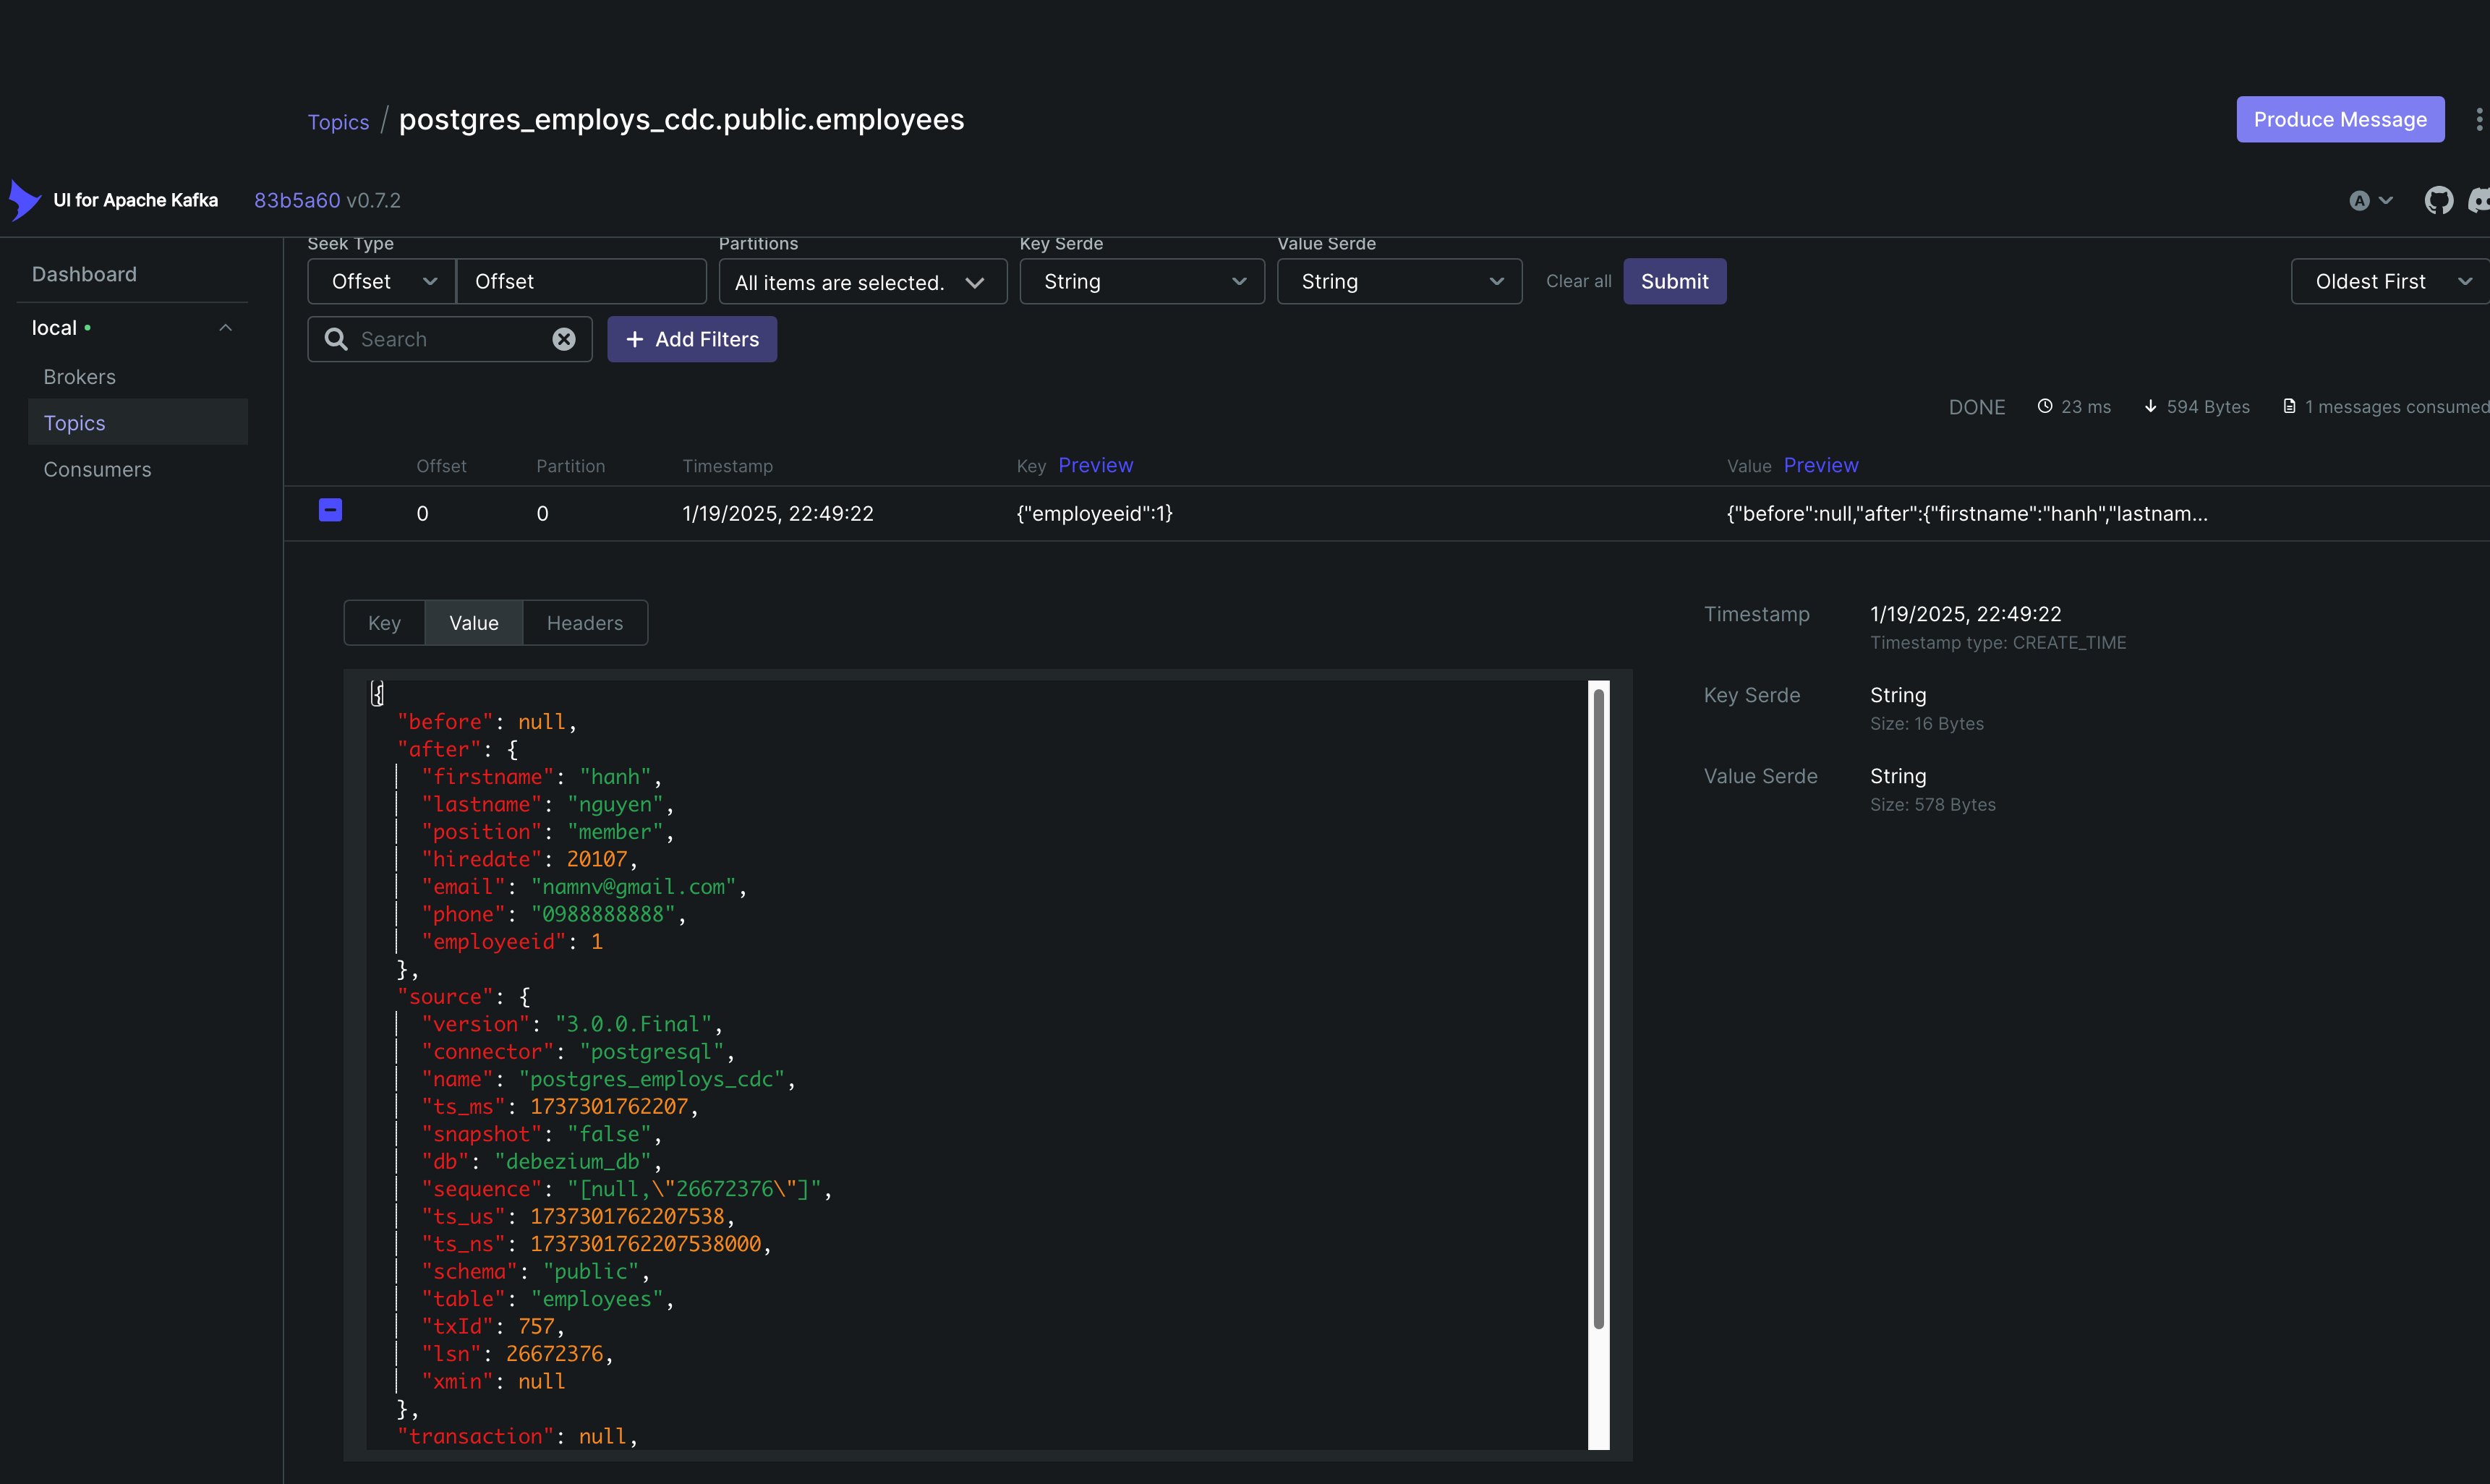 Topics / postgres_employs_cdc.public.employees
Produce Message
UI for Apache Kafka
83b5a60 v0.7.2
A
Dashboard
local
Brokers
Topics
Consumers
Seek Type
Partitions
Key Serde
Value Serde
Offset
Offset
All items are selected.
String
String
Clear all
Submit
Oldest First
Search
+ Add Filters
DONE
23 ms
594 Bytes
1 messages consumed
Offset
Partition
Timestamp
Key Preview
Value Preview
0
0
1/19/2025, 22:49:22
{"employeeid":1}
{"before":null,"after":{"firstname":"hanh","lastnam...
Key
Value
Headers
{
"before": null,
"after": {
"firstname": "hanh",
"lastname": "nguyen",
"position": "member",
"hiredate": 20107,
"email": "namnv@gmail.com",
"phone": "0988888888",
"employeeid": 1
},
"source": {
"version": "3.0.0.Final",
"connector": "postgresql",
"name": "postgres_employs_cdc",
"ts_ms": 1737301762207,
"snapshot": "false",
"db": "debezium_db",
"sequence": "[null,\"26672376\"]",
"ts_us": 1737301762207538,
"ts_ns": 1737301762207538000,
"schema": "public",
"table": "employees",
"txId": 757,
"lsn": 26672376,
"xmin": null
},
"transaction": null,
Timestamp
1/19/2025, 22:49:22
Timestamp type: CREATE_TIME
Key Serde
String
Size: 16 Bytes
Value Serde
String
Size: 578 Bytes